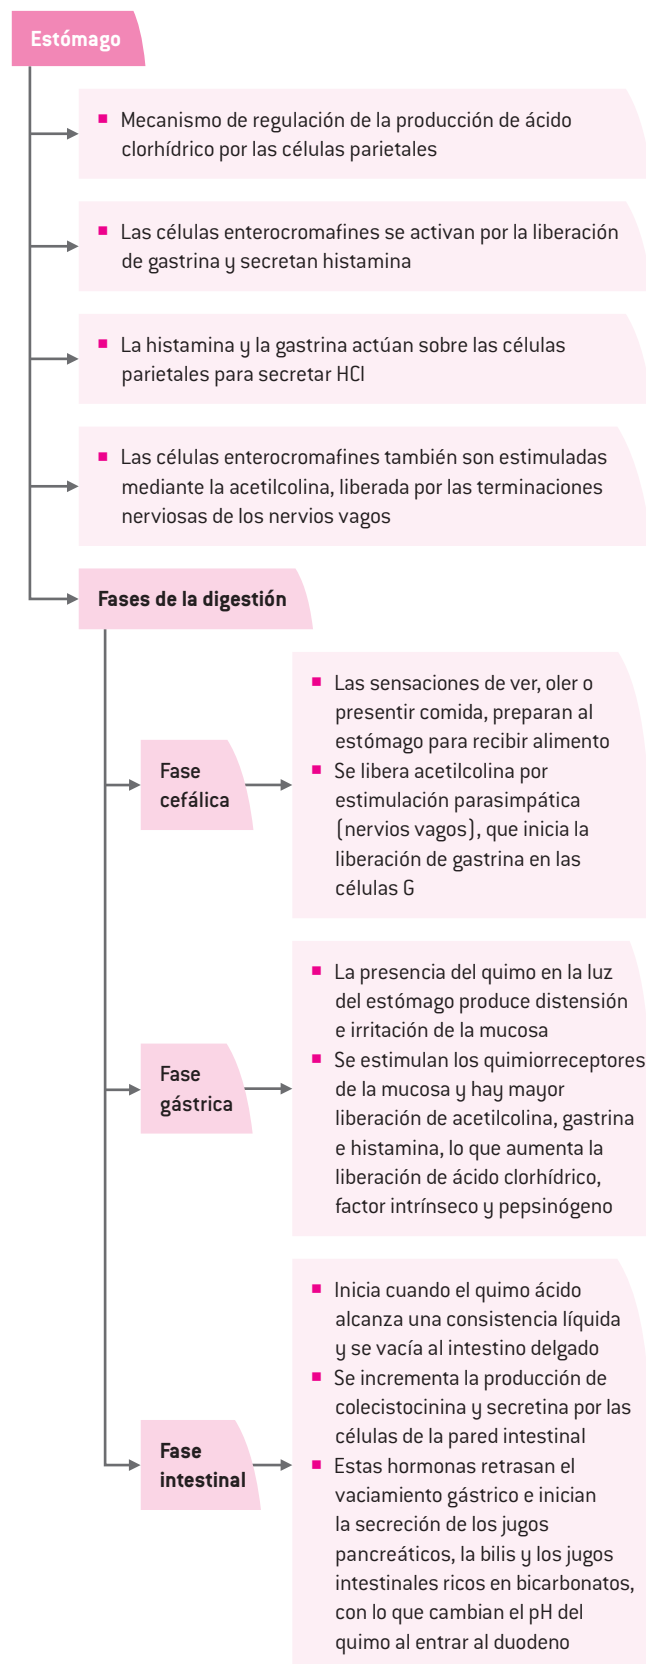 Estómago
Mecanismo de regulación de la producción de ácido
clorhídrico por las células parietales
Las células enterocromafines se activan por la liberación
de gastrina y secretan histamina
La histamina y la gastrina actúan sobre las células
parietales para secretar HCl
Las células enterocromafines también son estimuladas
mediante la acetilcolina, liberada por las terminaciones
nerviosas de los nervios vagos
Fases de la digestión
Fase
cefálica
Las sensaciones de ver, oler o
presentir comida, preparan al
estómago para recibir alimento
Se libera acetilcolina por
estimulación parasimpática
(nervios vagos), que inicia la
liberación de gastrina en las
células G
Fase
gástrica
La presencia del quimo en la luz
del estómago produce distensión
e irritación de la mucosa
Se estimulan los quimiorreceptores
de la mucosa y hay mayor
liberación de acetilcolina, gastrina
e histamina, lo que aumenta la
liberación de ácido clorhídrico,
factor intrínseco y pepsinógeno
Fase
intestinal
Inicia cuando el quimo ácido
alcanza una consistencia líquida
y se vacía al intestino delgado
Se incrementa la producción de
colecistocinina y secretina por las
células de la pared intestinal
Estas hormonas retrasan el
vaciamiento gástrico e inician
la secreción de los jugos
pancreáticos, la bilis y los jugos
intestinales ricos en bicarbonatos,
con lo que cambian el pH del
quimo al entrar al duodeno